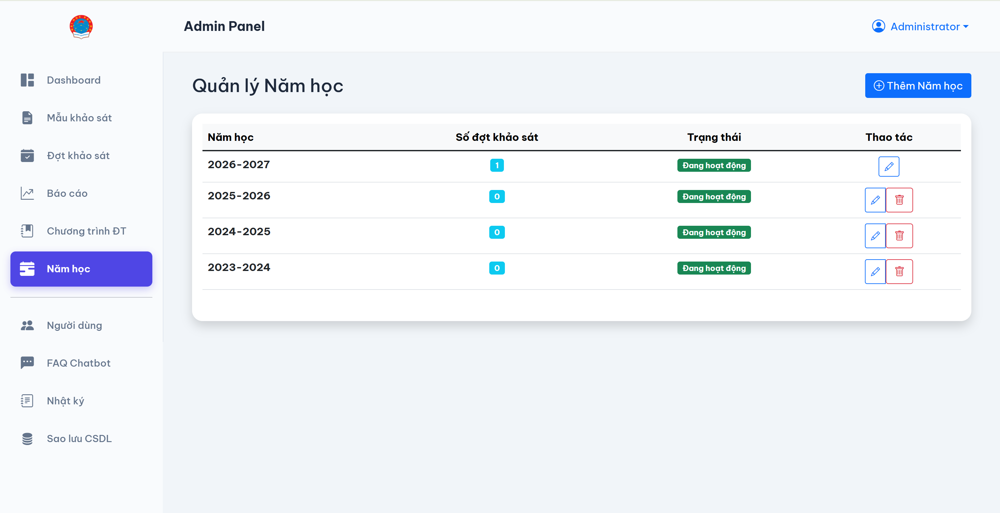 Admin Panel
Administrator
Dashboard
Mẫu khảo sát
Đợt khảo sát
Báo cáo
Chương trình ĐT
Năm học
Người dùng
FAQ Chatbot
Nhật ký
Sao lưu CSDL
Quản lý Năm học
Thêm Năm học
Năm học Số đợt khảo sát Trạng thái Thao tác
2026-2027 1 Đang hoạt động
2025-2026 0 Đang hoạt động
2024-2025 0 Đang hoạt động
2023-2024 0 Đang hoạt động